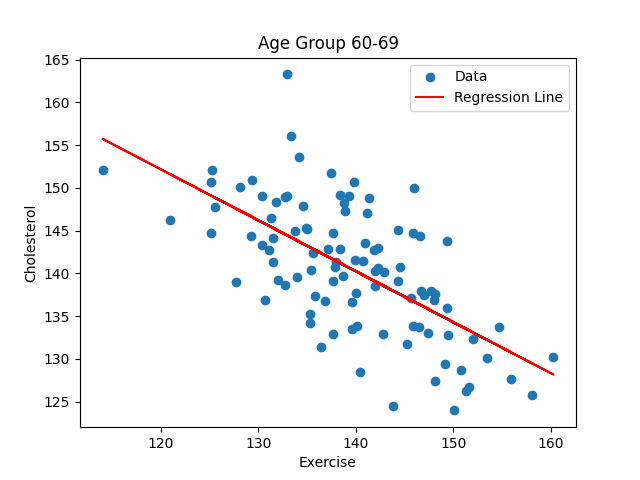 Age Group 60-69
Data
Regression Line
165
160
155
150
145
140
135
130
125
Cholesterol
120
130
140
150
160
Exercise